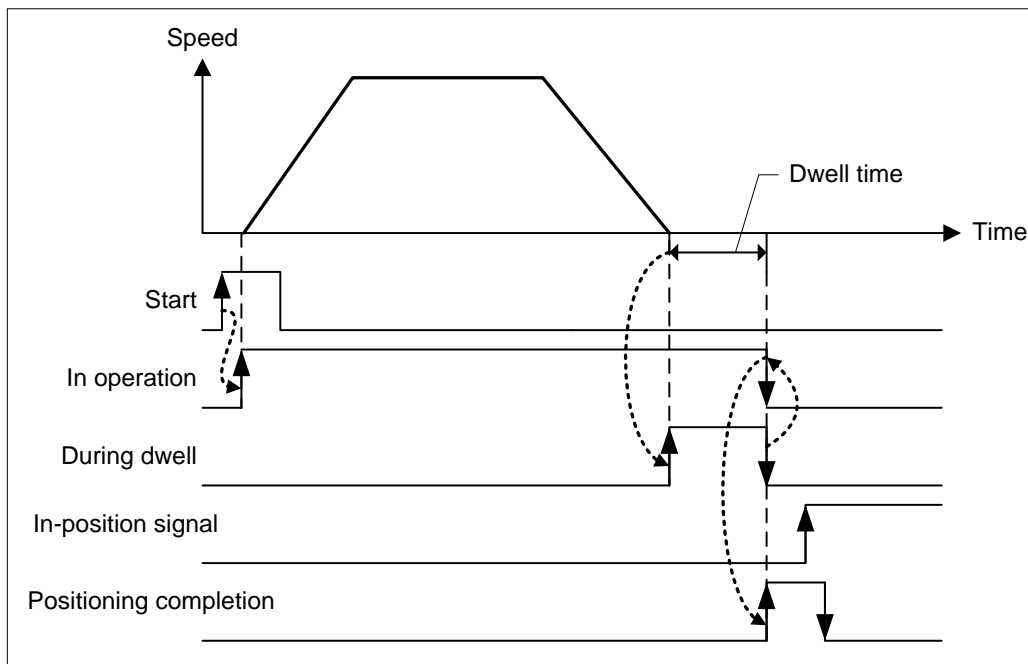 Speed
Dwell time
Time
Start
In operation
During dwell
In-position signal
Positioning completion